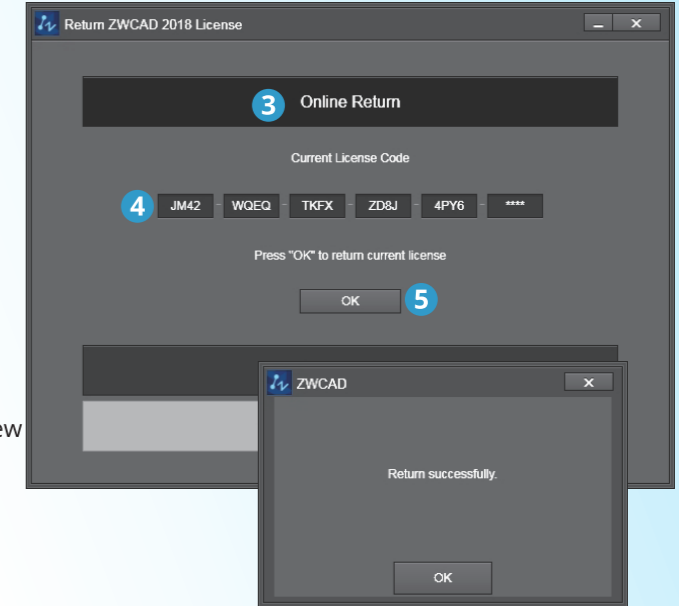 Return ZWCAD 2018 License
3 Online Return
Current License Code
4 JM42 - WQEQ - TKFX - ZD8J - 4PY6 - ****
Press "OK" to return current license
OK 5
ZWCAD
ew
Return successfully.
OK